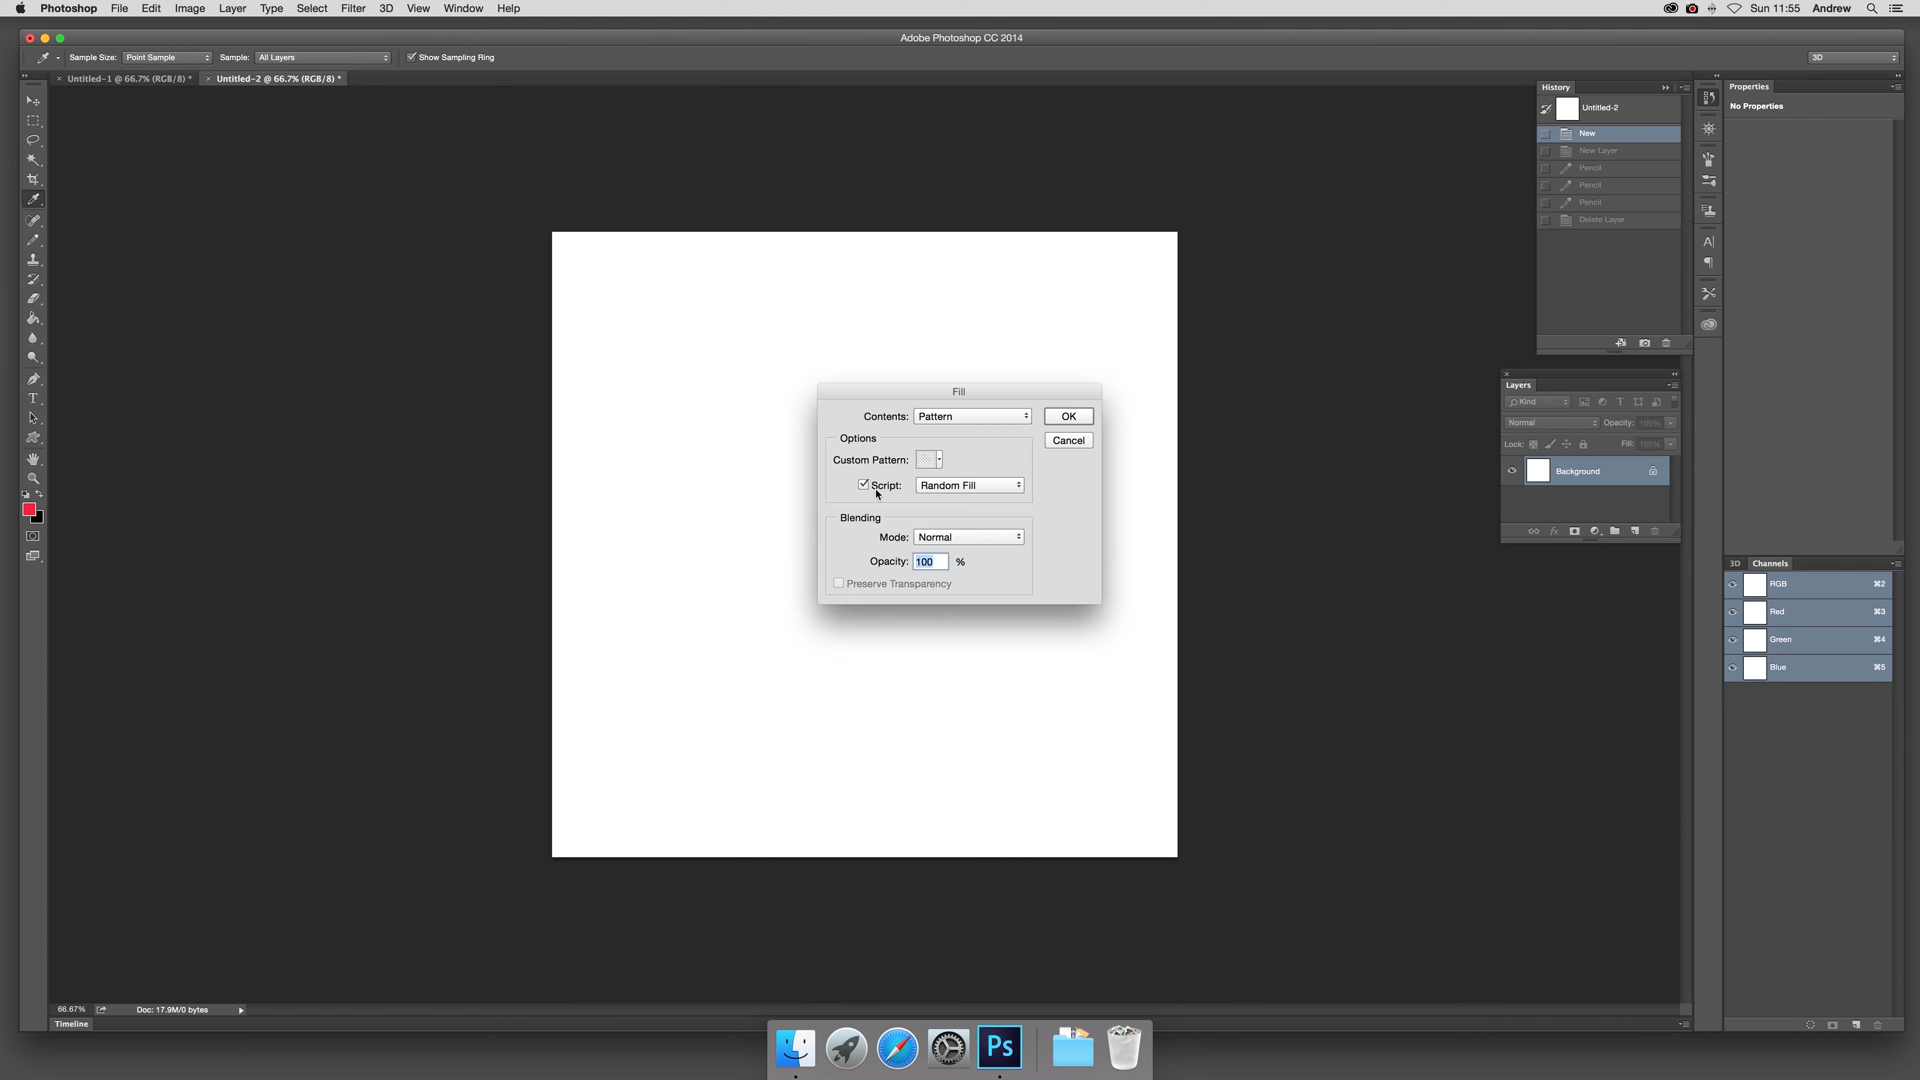 Photoshop File Edit Image Layer Type Select Filter 3D View Window Help Sun 11:55 Andrew
Adobe Photoshop CC 2014
Sample Size: Point Sample Sample: All Layers Show Sampling Ring 3D
× Untitled-1 @ 66.7% (RGB/8) * × Untitled-2 @ 66.7% (RGB/8) *
History
Untitled-2
New
New Layer
Pencil
Pencil
Pencil
Delete Layer
Properties
No Properties
Fill
Contents: Pattern OK
Options Cancel
Custom Pattern:
Script: Random Fill
Blending
Mode: Normal
Opacity: 100 %
Preserve Transparency
Layers
Kind
Normal Opacity: 100%
Lock: Fill: 100%
Background
3D Channels
RGB ⌘2
Red ⌘3
Green ⌘4
Blue ⌘5
66.67% Doc: 17.9M/0 bytes
Timeline
Ps